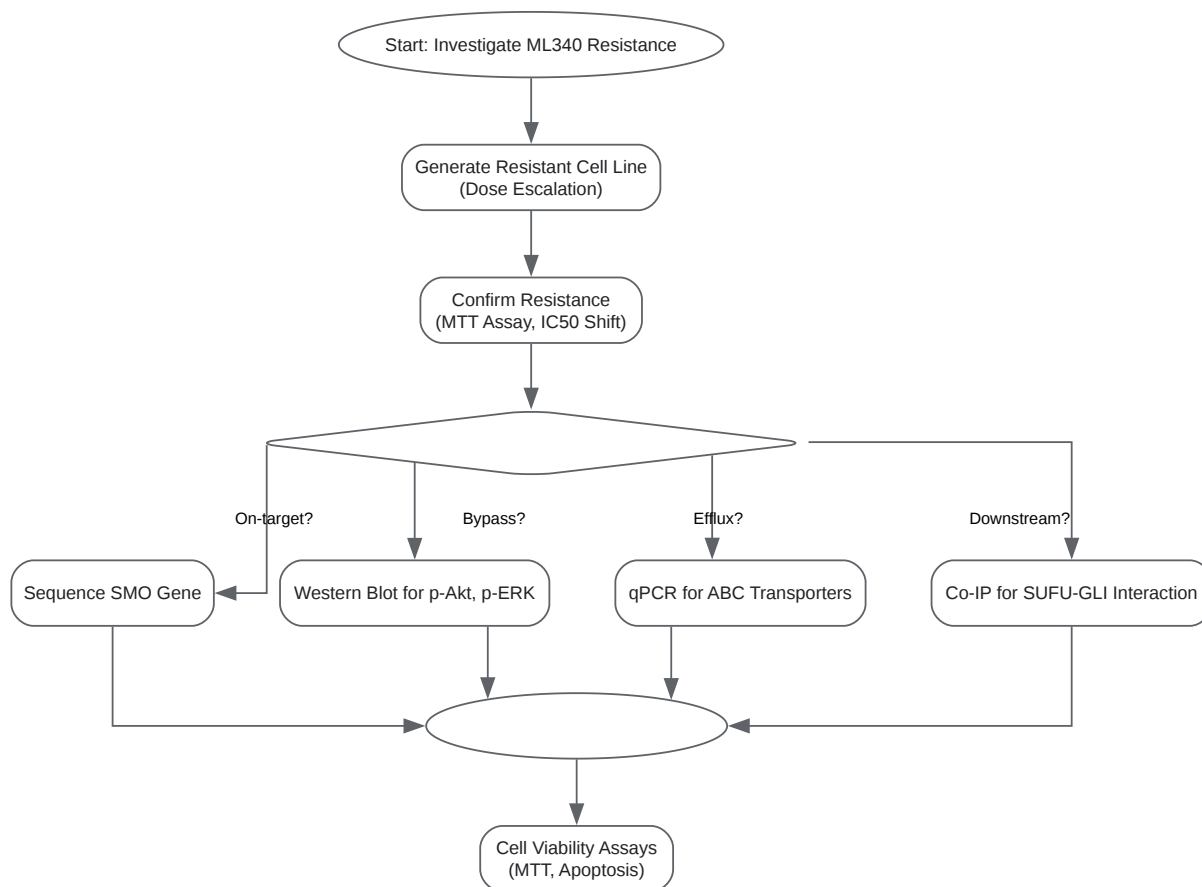 Start: Investigate ML340 Resistance
Generate Resistant Cell Line
(Dose Escalation)
Confirm Resistance
(MTT Assay, IC50 Shift)
On-target?
Bypass?
Efflux?
Downstream?
Sequence SMO Gene
Western Blot for p-Akt, p-ERK
qPCR for ABC Transporters
Co-IP for SUFU-GLI Interaction
Cell Viability Assays
(MTT, Apoptosis)